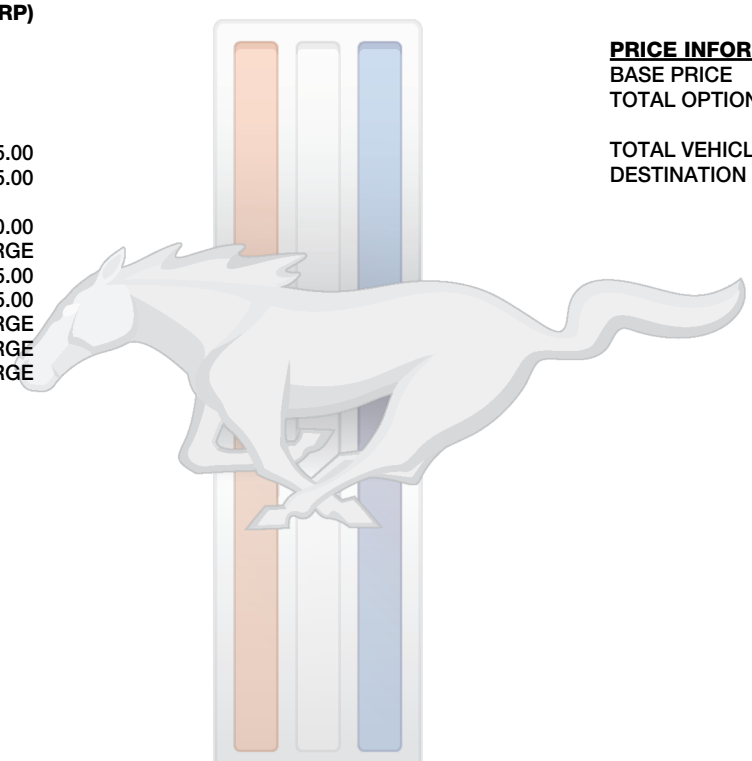 RP)
5.00
5.00
0.00
RGE
5.00
5.00
RGE
RGE
RGE
PRICE INFOR
BASE PRICE
TOTAL OPTION
TOTAL VEHICL
DESTINATION